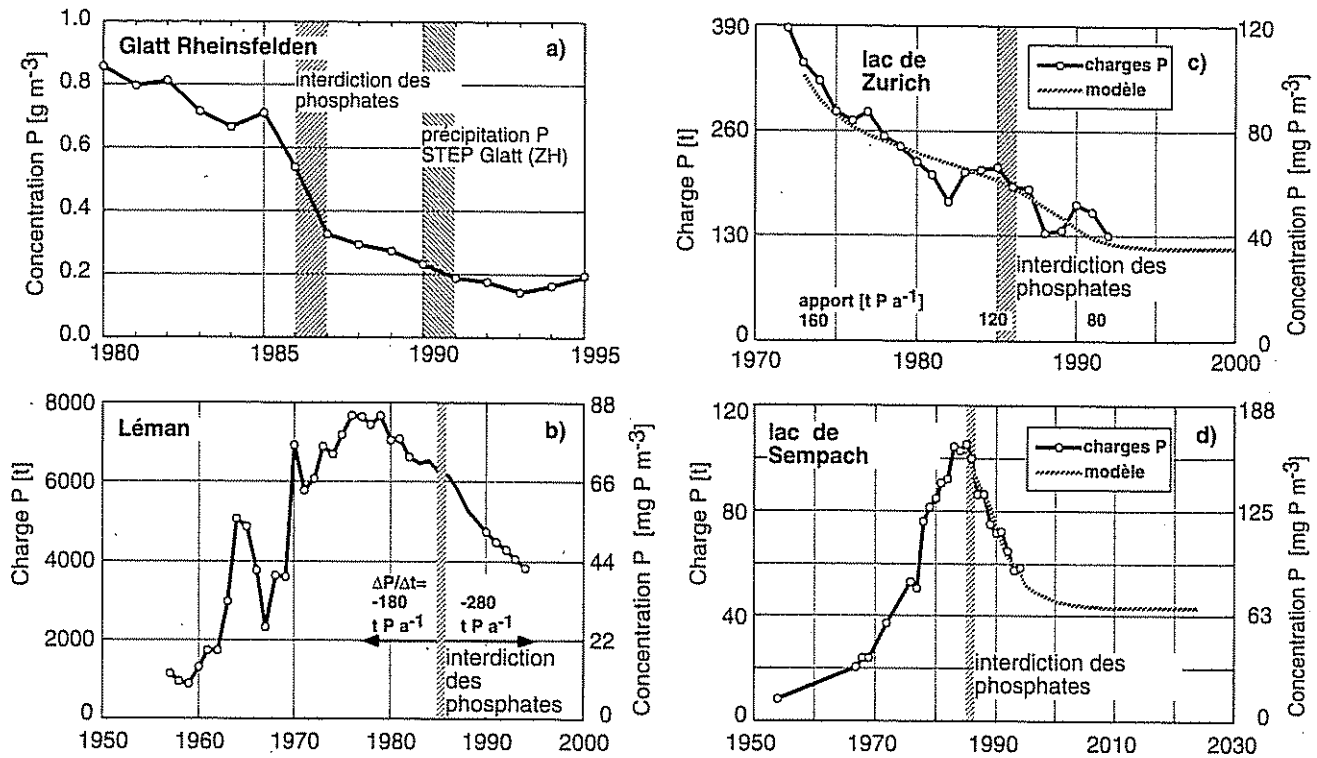 Glatt Rheinsfelden
a)
interdiction des
phosphates
précipitation P
STEP Glatt (ZH)
Concentration P [g m-3]
1.0
0.8
0.6
0.4
0.2
0.0
1980
1985
1990
1995
lac de
Zurich
c)
charges P
modèle
interdiction des
phosphates
apport [t P a-1]
160
120
80
Charge P [t]
390
260
130
0
Concentration P [mg P m-3]
120
80
40
0
1970
1980
1990
2000
Léman
b)
ΔP/Δt=
-180
t P a-1
-280
t P a-1
interdiction
des
phosphates
Charge P [t]
8000
6000
4000
2000
0
Concentration P [mg P m-3]
88
66
44
22
0
1950
1960
1970
1980
1990
2000
lac de
Sempach
d)
charges P
modèle
interdiction des
phosphates
Charge P [t]
120
80
40
0
Concentration P [mg P m-3]
188
125
63
0
1950
1970
1990
2010
2030